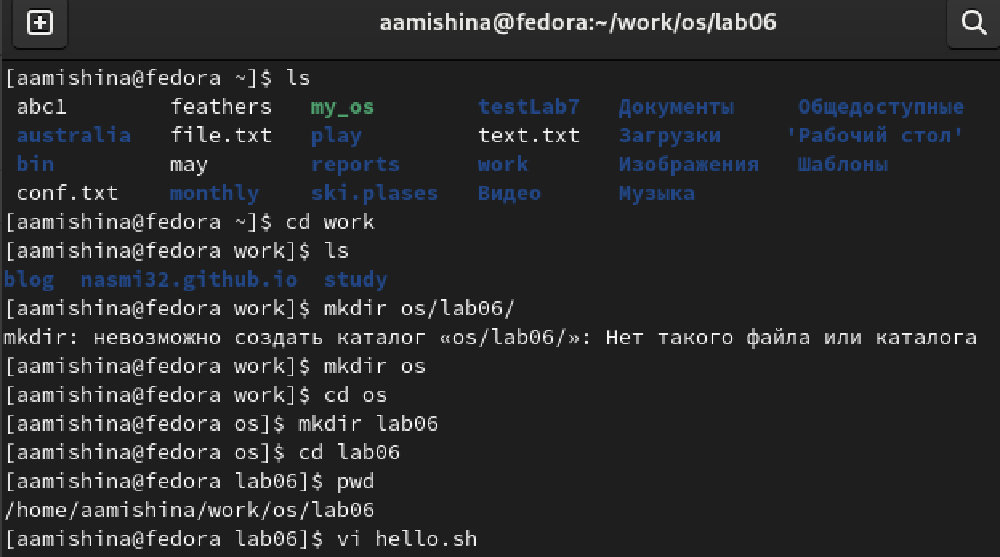 aamishina@fedora:~/work/os/lab06
[aamishina@fedora ~]$ ls
abc1 feathers my_os testLab7 Документы Общедоступные
australia file.txt play text.txt Загрузки 'Рабочий стол'
bin may reports work Изображения Шаблоны
conf.txt monthly ski.plases Видео Музыка
[aamishina@fedora ~]$ cd work
[aamishina@fedora work]$ ls
blog nasmi32.github.io study
[aamishina@fedora work]$ mkdir os/lab06/
mkdir: невозможно создать каталог «os/lab06/»: Нет такого файла или каталога
[aamishina@fedora work]$ mkdir os
[aamishina@fedora work]$ cd os
[aamishina@fedora os]$ mkdir lab06
[aamishina@fedora os]$ cd lab06
[aamishina@fedora lab06]$ pwd
/home/aamishina/work/os/lab06
[aamishina@fedora lab06]$ vi hello.sh